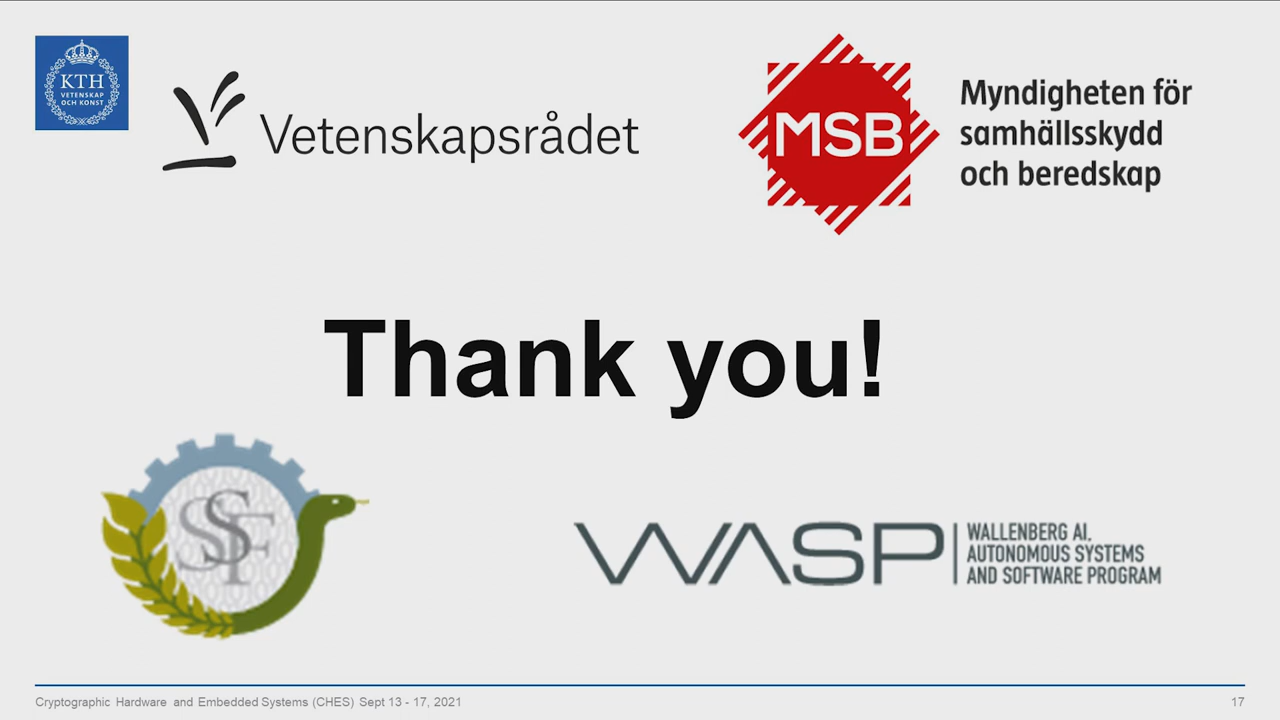 KTH
VETENSKAP
OCH KONST
Vetenskapsrådet
MSB
Myndigheten för
samhällsskydd
och beredskap
Thank you!
SSF
WASP
WALLENBERG AI,
AUTONOMOUS SYSTEMS
AND SOFTWARE PROGRAM
Cryptographic Hardware and Embedded Systems (CHES) Sept 13 - 17, 2021
17